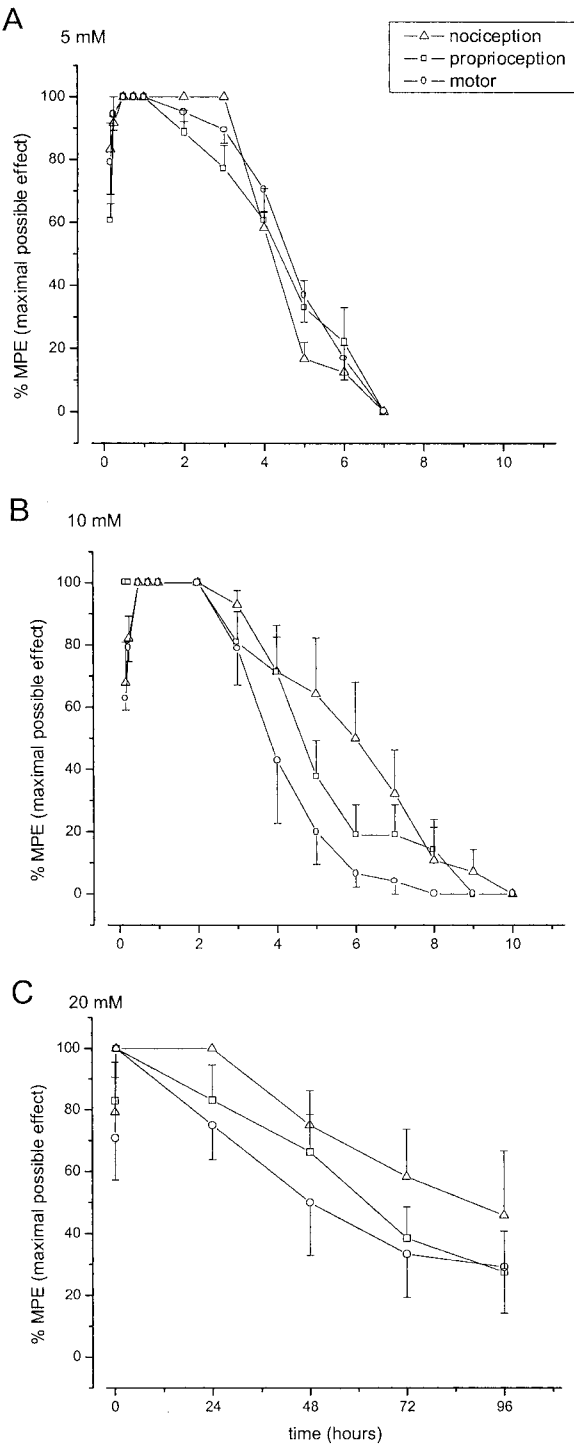 A
5 mM
nociception
proprioception
motor
% MPE (maximal possible effect)
100
80
60
40
20
0
0 2 4 6 8 10
B
10 mM
% MPE (maximal possible effect)
100
80
60
40
20
0
0 2 4 6 8 10
C
20 mM
% MPE (maximal possible effect)
100
80
60
40
20
0
0 24 48 72 96
time (hours)